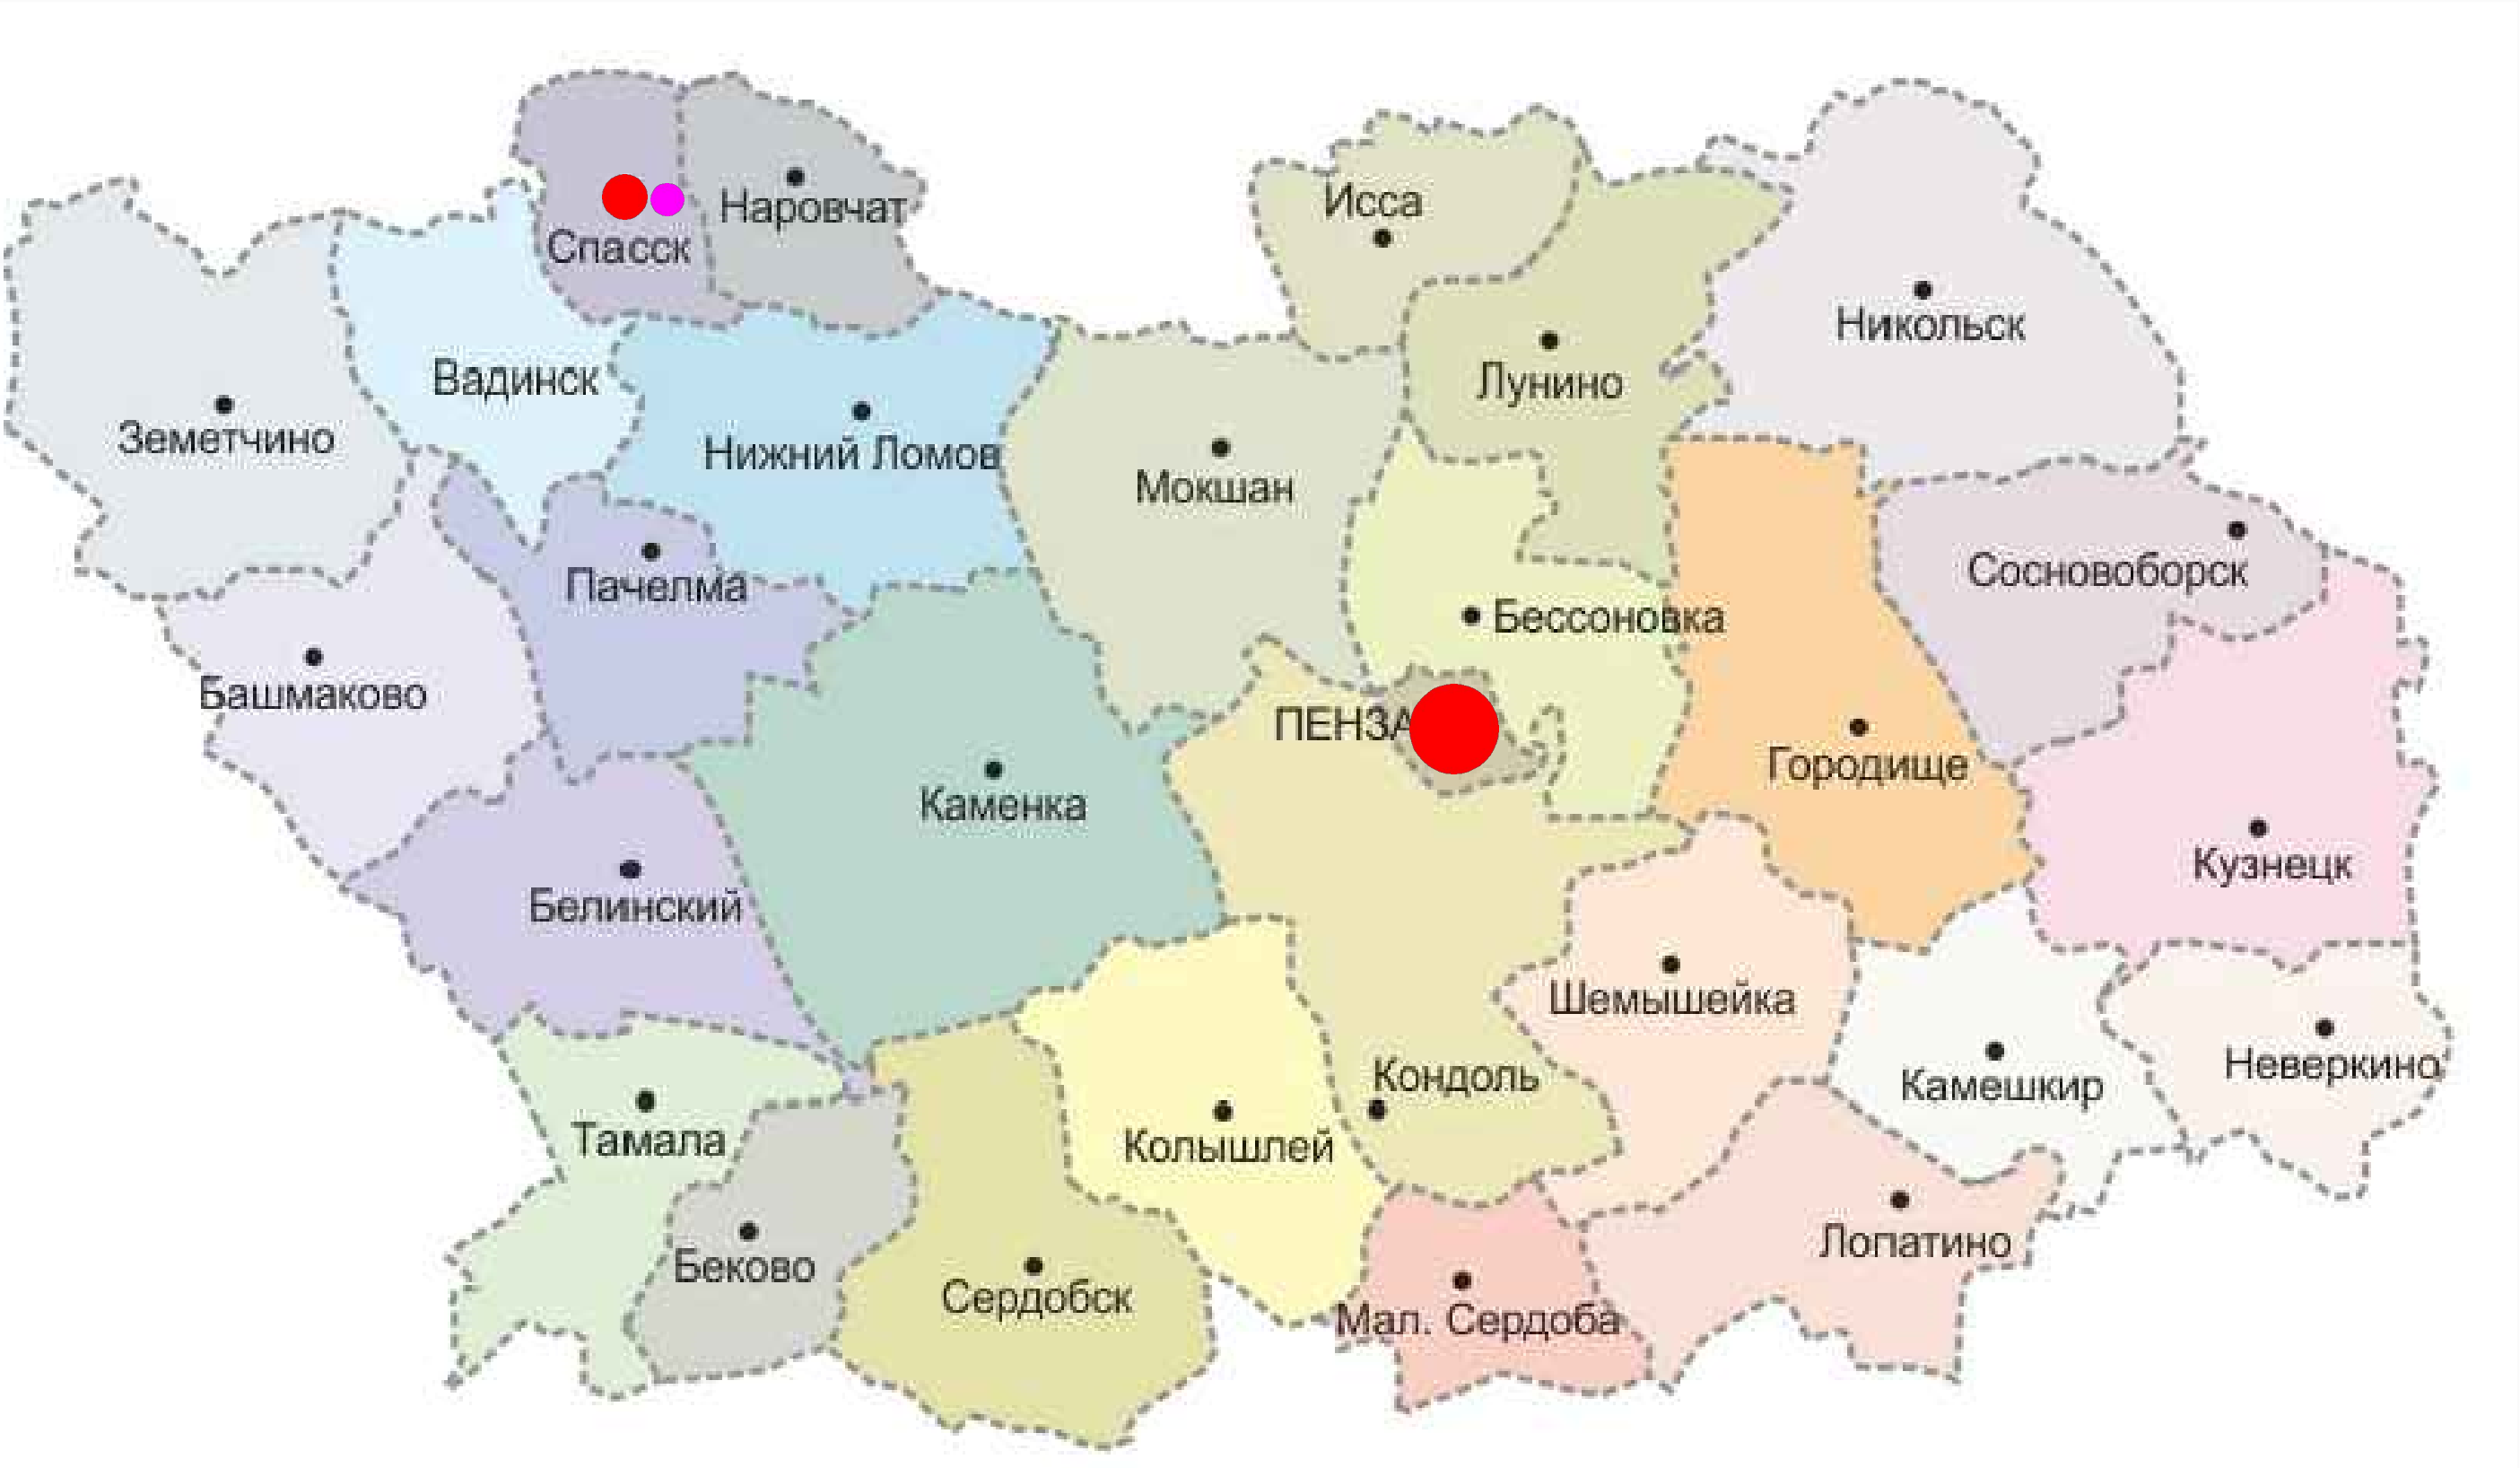 Наровчат
Исса
Спасск
Никольск
Вадинск
Лунино
Земетчино
Нижний Ломов
Мокшан
Сосновоборск
Пачелма
Бессоновка
Башмаково
ПЕНЗА
Городище
Каменка
Кузнецк
Белинский
Шемышейка
Неверкино
Кондоль
Камешкир
Тамала
Колышлей
Лопатино
Беково
Сердобск
Мал. Сердоба